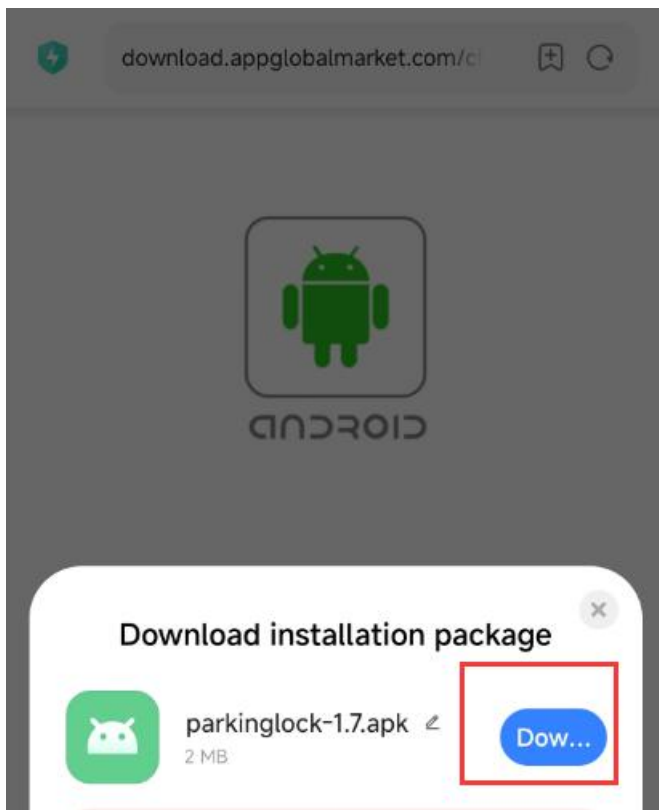 download.appglobalmarket.com/c
ANDROID
Download installation package
parkinglock-1.7.apk
2 MB
Dow...